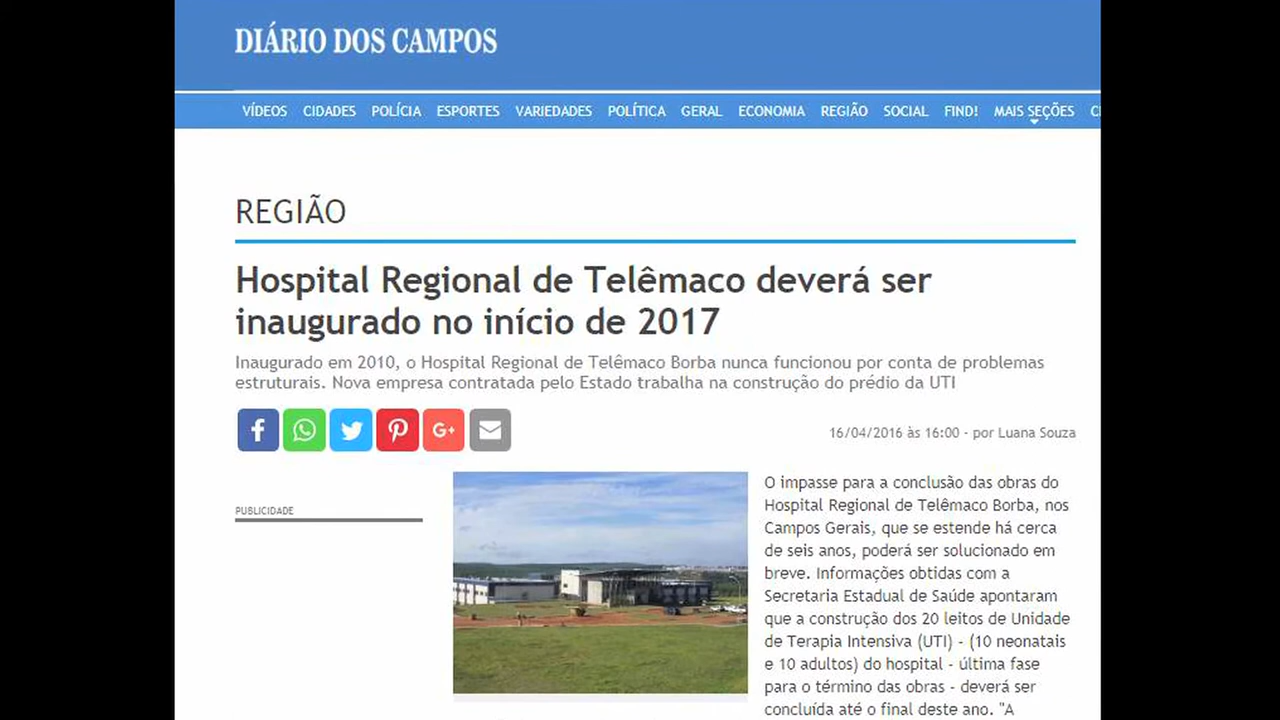 DIÁRIO DOS CAMPOS
VÍDEOS CIDADES POLÍCIA ESPORTES VARIEDADES POLÍTICA GERAL ECONOMIA REGIÃO SOCIAL FIND! MAIS SEÇÕES
REGIÃO
Hospital Regional de Telêmaco deverá ser
inaugurado no início de 2017
Inaugurado em 2010, o Hospital Regional de Telêmaco Borba nunca funcionou por conta de problemas
estruturais. Nova empresa contratada pelo Estado trabalha na construção do prédio da UTI
16/04/2016 às 16:00 - por Luana Souza
PUBLICIDADE
O impasse para a conclusão das obras do
Hospital Regional de Telêmaco Borba, nos
Campos Gerais, que se estende há cerca
de seis anos, poderá ser solucionado em
breve. Informações obtidas com a
Secretaria Estadual de Saúde apontaram
que a construção dos 20 leitos de Unidade
de Terapia Intensiva (UTI) - (10 neonatais
e 10 adultos) do hospital - última fase
para o término das obras - deverá ser
concluída até o final deste ano. "A